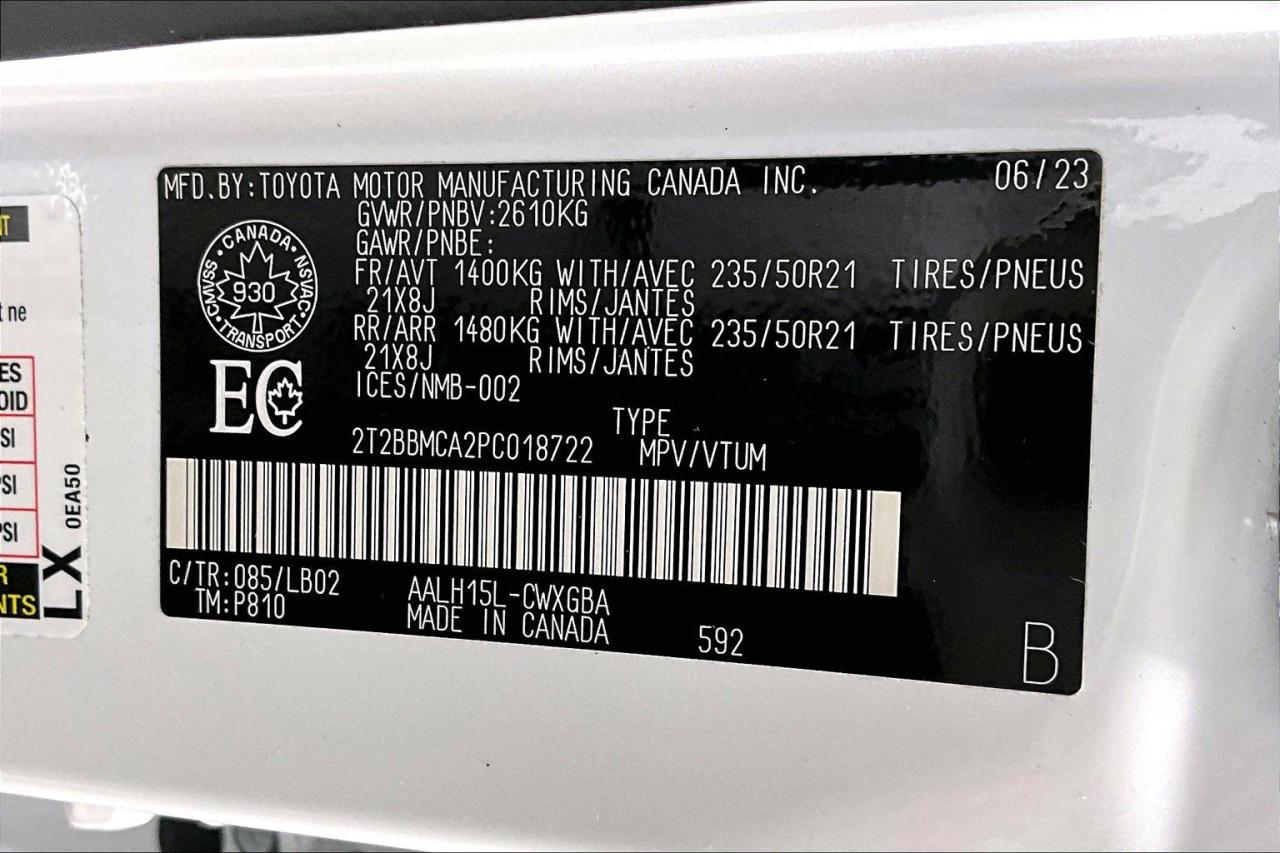 MFD.BY:TOYOTA MOTOR MANUFACTURING CANADA INC. 06/23
GVWR/PNBV:2610KG
GAWR/PNBE:
FR/AVT 1400KG WITH/AVEC 235/50R21 TIRES/PNEUS
21X8J RIMS/JANTES
RR/ARR 1480KG WITH/AVEC 235/50R21 TIRES/PNEUS
21X8J RIMS/JANTES
ICES/NMB-002
CANADA
CMVSS 930 NSVAC
TRANSPORT
EC
TYPE
2T2BBMCA2PC018722 MPV/VTUM
C/TR:085/LB02 AALH15L-CWXGBA
TM:P810 MADE IN CANADA 592
B
ne
PSI
0EA50
LX